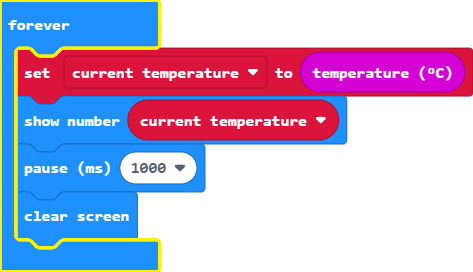 forever
set current temperature to temperature (ºC)
show number current temperature
pause (ms) 1000
clear screen